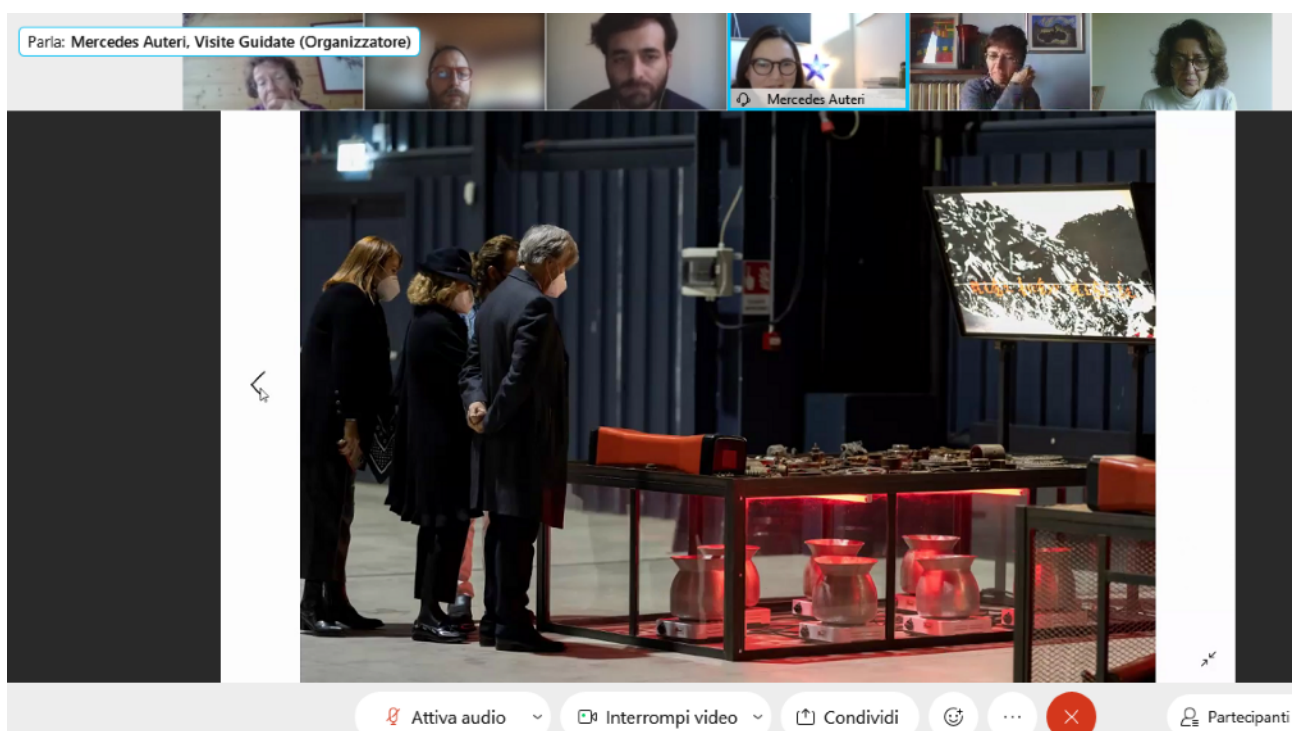 Parla: Mercedes Auteri, Visite Guidate (Organizzatore)
Mercedes Auteri
Attiva audio
Interrompi video
Condividi
Partecipanti